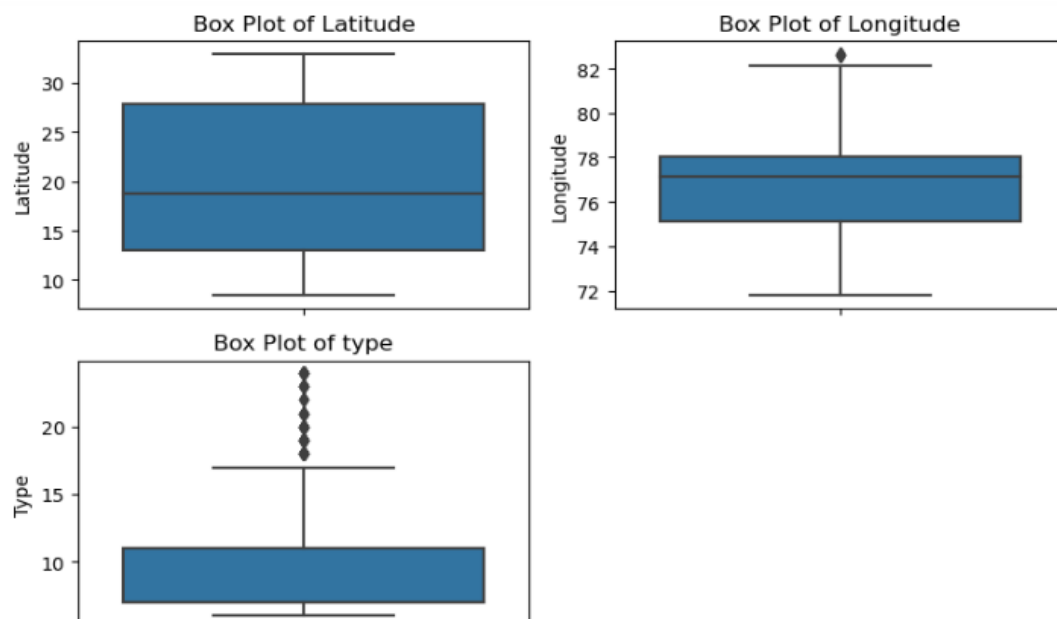 Box Plot of Latitude
Latitude
30
25
20
15
10
Box Plot of Longitude
Longitude
82
80
78
76
74
72
Box Plot of type
Type
20
15
10